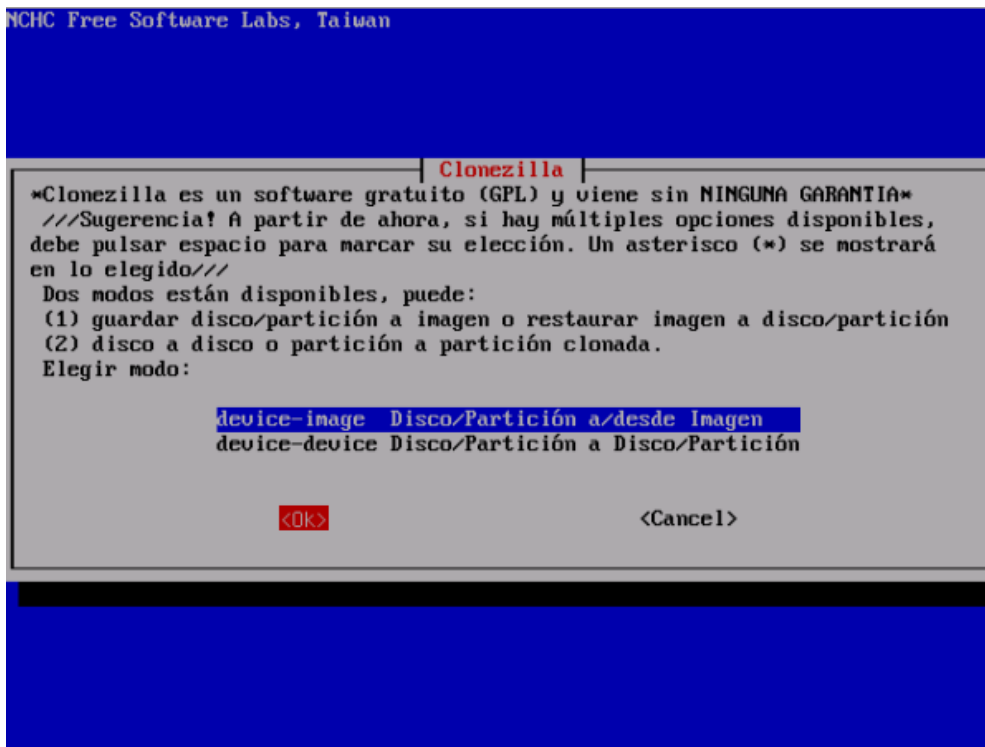 NCHC Free Software Labs, Taiwan
Clonezilla
*Clonezilla es un software gratuito (GPL) y viene sin NINGUNA GARANTIA*
///Sugerencia! A partir de ahora, si hay múltiples opciones disponibles,
debe pulsar espacio para marcar su elección. Un asterisco (*) se mostrará
en lo elegido///
Dos modos están disponibles, puede:
(1) guardar disco/partición a imagen o restaurar imagen a disco/partición
(2) disco a disco o partición a partición clonada.
Elegir modo:
device-image Disco/Partición a/desde Imagen
device-device Disco/Partición a Disco/Partición
<Ok> <Cancel>